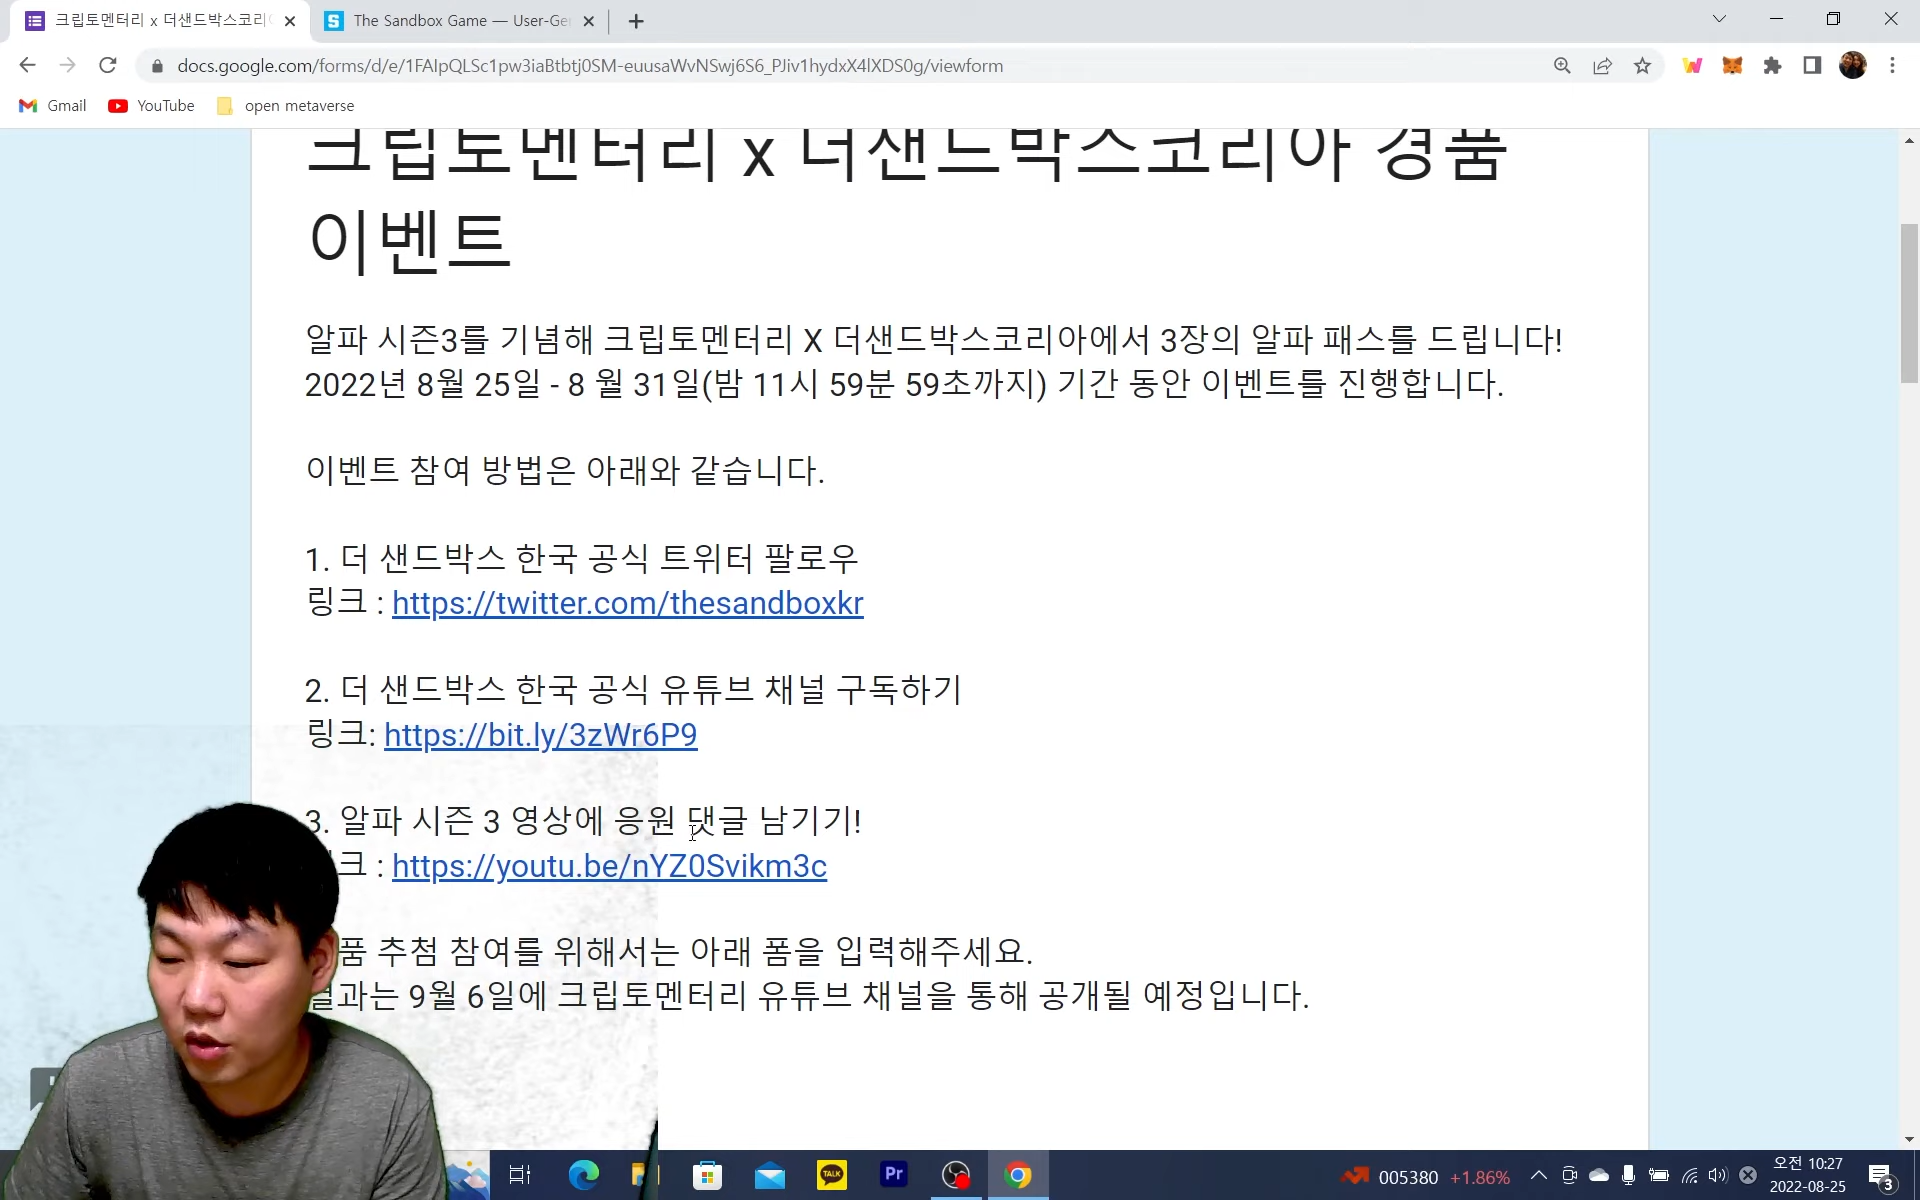 크립토멘터리 x 더샌드박스코리
The Sandbox Game — User-Ge
docs.google.com/forms/d/e/1FAIpQLSc1pw3iaBtbtj0SM-euusaWvNSwj6S6_PJiv1hydxX4lXDS0g/viewform
Gmail
YouTube
open metaverse
크립토멘터리 x 더샌드박스코리아 경품
이벤트
알파 시즌3를 기념해 크립토멘터리 X 더샌드박스코리아에서 3장의 알파 패스를 드립니다!
2022년 8월 25일 - 8 월 31일(밤 11시 59분 59초까지) 기간 동안 이벤트를 진행합니다.
이벤트 참여 방법은 아래와 같습니다.
1. 더 샌드박스 한국 공식 트위터 팔로우
링크 : https://twitter.com/thesandboxkr
2. 더 샌드박스 한국 공식 유튜브 채널 구독하기
링크: https://bit.ly/3zWr6P9
3. 알파 시즌 3 영상에 응원 댓글 남기기!
크 : https://youtu.be/nYZ0Svikm3c
품 추첨 참여를 위해서는 아래 폼을 입력해주세요.
결과는 9월 6일에 크립토멘터리 유튜브 채널을 통해 공개될 예정입니다.
TALK
Pr
005380 +1.86%
오전 10:27
2022-08-25
3